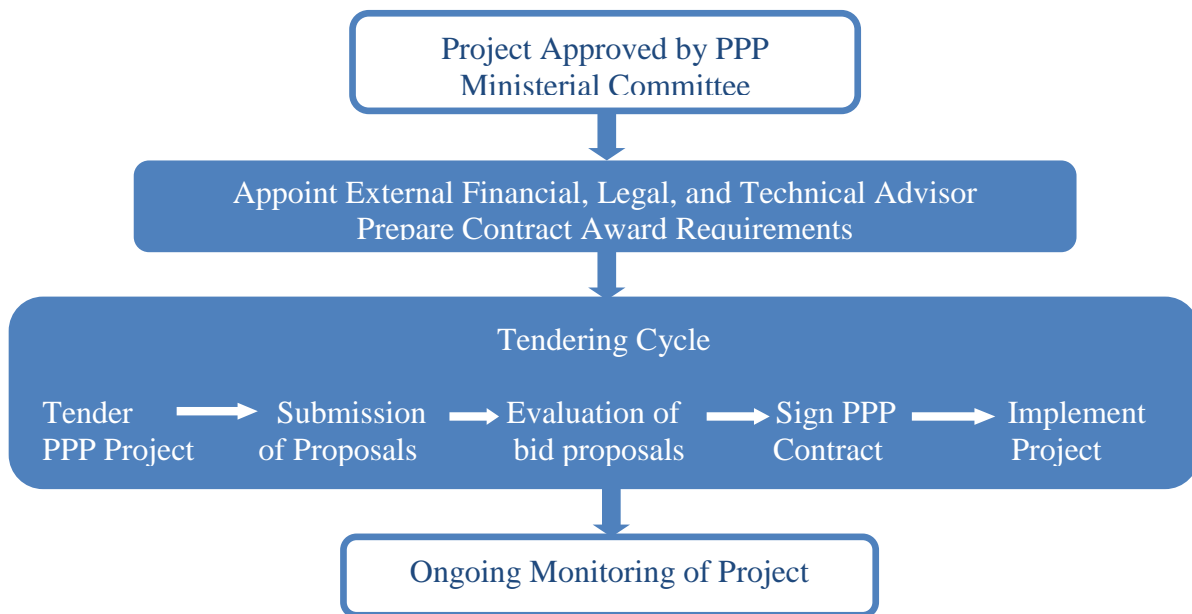 Project Approved by PPP
Ministerial Committee
Appoint External Financial, Legal, and Technical Advisor
Prepare Contract Award Requirements
Tendering Cycle
Tender
PPP Project
Submission
of Proposals
Evaluation of
bid proposals
Sign PPP
Contract
Implement
Project
Ongoing Monitoring of Project